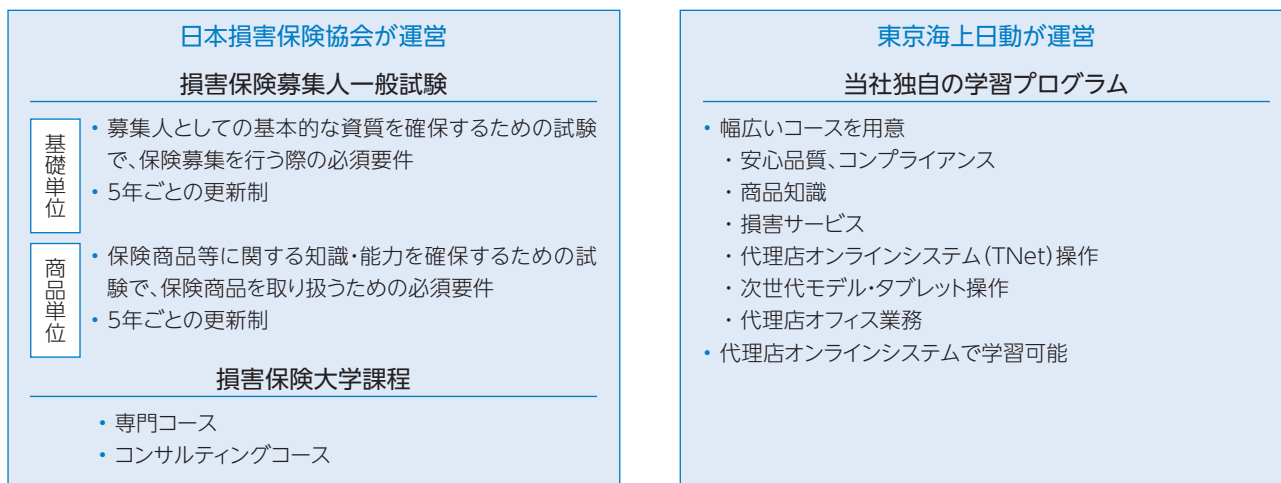 日本損害保険協会が運営
損害保険募集人一般試験
基礎単位
• 募集人としての基本的な資質を確保するための試験
で、保険募集を行う際の必須要件
• 5年ごとの更新制
商品単位
• 保険商品等に関する知識・能力を確保するための試
験で、保険商品を取り扱うための必須要件
• 5年ごとの更新制
損害保険大学課程
• 専門コース
• コンサルティングコース
東京海上日動が運営
当社独自の学習プログラム
• 幅広いコースを用意
・安心品質、コンプライアンス
・商品知識
・損害サービス
・代理店オンラインシステム(TNet)操作
・次世代モデル・タブレット操作
・代理店オフィス業務
• 代理店オンラインシステムで学習可能